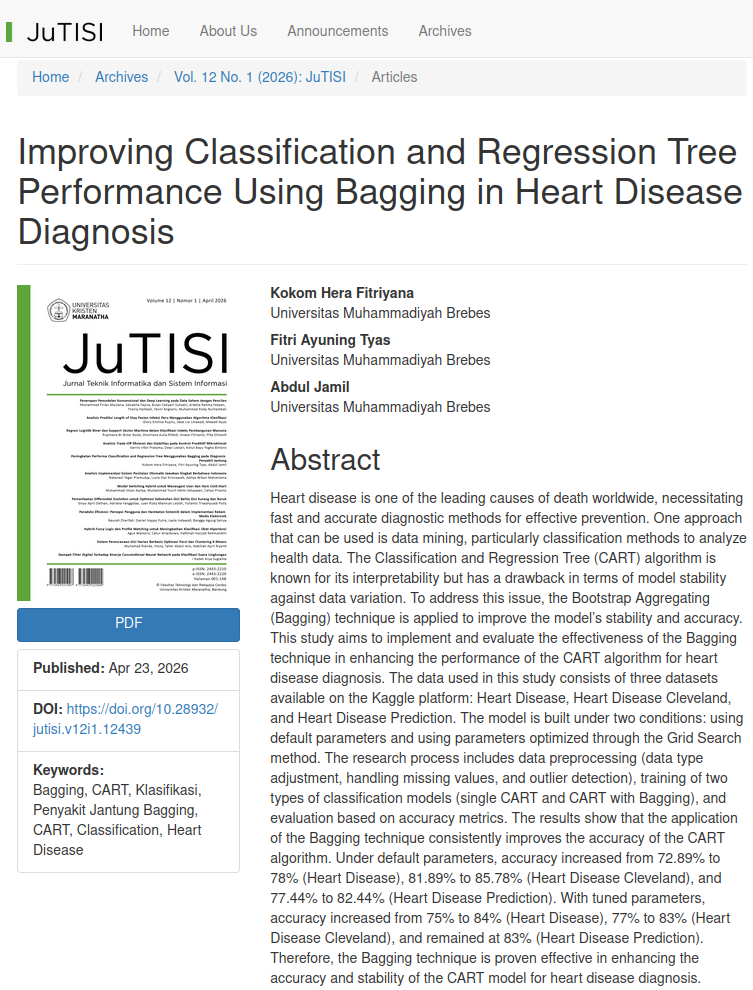 JuTISI Home About Us Announcements Archives
Home / Archives / Vol. 12 No. 1 (2026): JuTISI / Articles
Improving Classification and Regression Tree
Performance Using Bagging in Heart Disease
Diagnosis
UNIVERSITAS
KRISTEN
MARANATHA
Volume 12 | Nomor 1 | April 2026
JuTISI
Jurnal Teknik Informatika dan Sistem Informasi
PDF
Published: Apr 23, 2026
DOI: https://doi.org/10.28932/
jutisi.v12i1.12439
Keywords:
Bagging, CART, Klasifikasi,
Penyakit Jantung Bagging,
CART, Classification, Heart
Disease
Kokom Hera Fitriyana
Universitas Muhammadiyah Brebes
Fitri Ayuning Tyas
Universitas Muhammadiyah Brebes
Abdul Jamil
Universitas Muhammadiyah Brebes
Abstract
Heart disease is one of the leading causes of death worldwide, necessitating
fast and accurate diagnostic methods for effective prevention. One approach
that can be used is data mining, particularly classification methods to analyze
health data. The Classification and Regression Tree (CART) algorithm is
known for its interpretability but has a drawback in terms of model stability
against data variation. To address this issue, the Bootstrap Aggregating
(Bagging) technique is applied to improve the model’s stability and accuracy.
This study aims to implement and evaluate the effectiveness of the Bagging
technique in enhancing the performance of the CART algorithm for heart
disease diagnosis. The data used in this study consists of three datasets
available on the Kaggle platform: Heart Disease, Heart Disease Cleveland,
and Heart Disease Prediction. The model is built under two conditions: using
default parameters and using parameters optimized through the Grid Search
method. The research process includes data preprocessing (data type
adjustment, handling missing values, and outlier detection), training of two
types of classification models (single CART and CART with Bagging), and
evaluation based on accuracy metrics. The results show that the application
of the Bagging technique consistently improves the accuracy of the CART
algorithm. Under default parameters, accuracy increased from 72.89% to
78% (Heart Disease), 81.89% to 85.78% (Heart Disease Cleveland), and
77.44% to 82.44% (Heart Disease Prediction). With tuned parameters,
accuracy increased from 75% to 84% (Heart Disease), 77% to 83% (Heart
Disease Cleveland), and remained at 83% (Heart Disease Prediction).
Therefore, the Bagging technique is proven effective in enhancing the
accuracy and stability of the CART model for heart disease diagnosis.